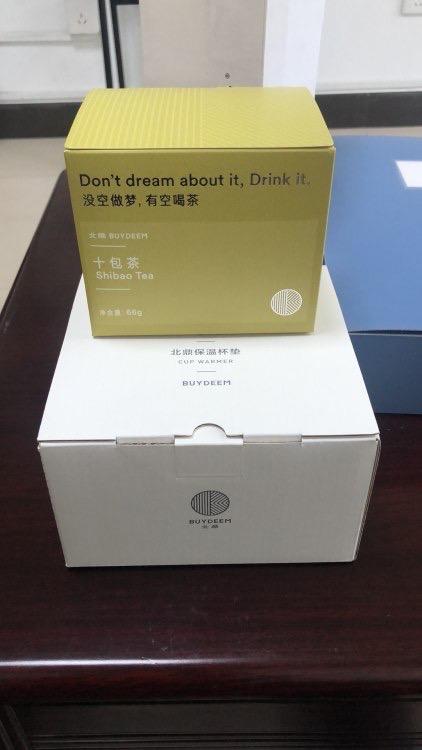 Don't dream about it, Drink it.
没空做梦，有空喝茶
北鼎 BUYDEEM
十包茶
Shibao Tea
净含量: 66g
北鼎保温杯垫
CUP WARMER
BUYDEEM
BUYDEEM
北鼎